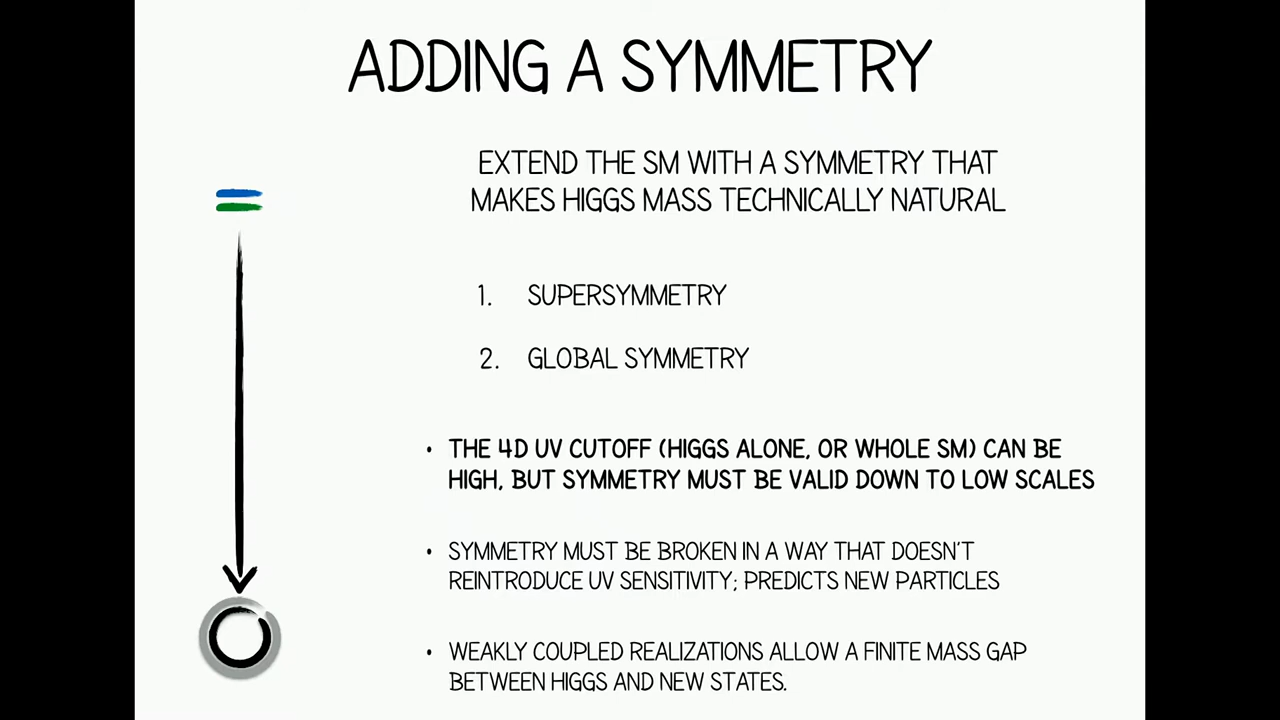 ADDING A SYMMETRY
EXTEND THE SM WITH A SYMMETRY THAT
MAKES HIGGS MASS TECHNICALLY NATURAL
1. SUPERSYMMETRY
2. GLOBAL SYMMETRY
• THE 4D UV CUTOFF (HIGGS ALONE, OR WHOLE SM) CAN BE
HIGH, BUT SYMMETRY MUST BE VALID DOWN TO LOW SCALES
• SYMMETRY MUST BE BROKEN IN A WAY THAT DOESN'T
REINTRODUCE UV SENSITIVITY; PREDICTS NEW PARTICLES
• WEAKLY COUPLED REALIZATIONS ALLOW A FINITE MASS GAP
BETWEEN HIGGS AND NEW STATES.